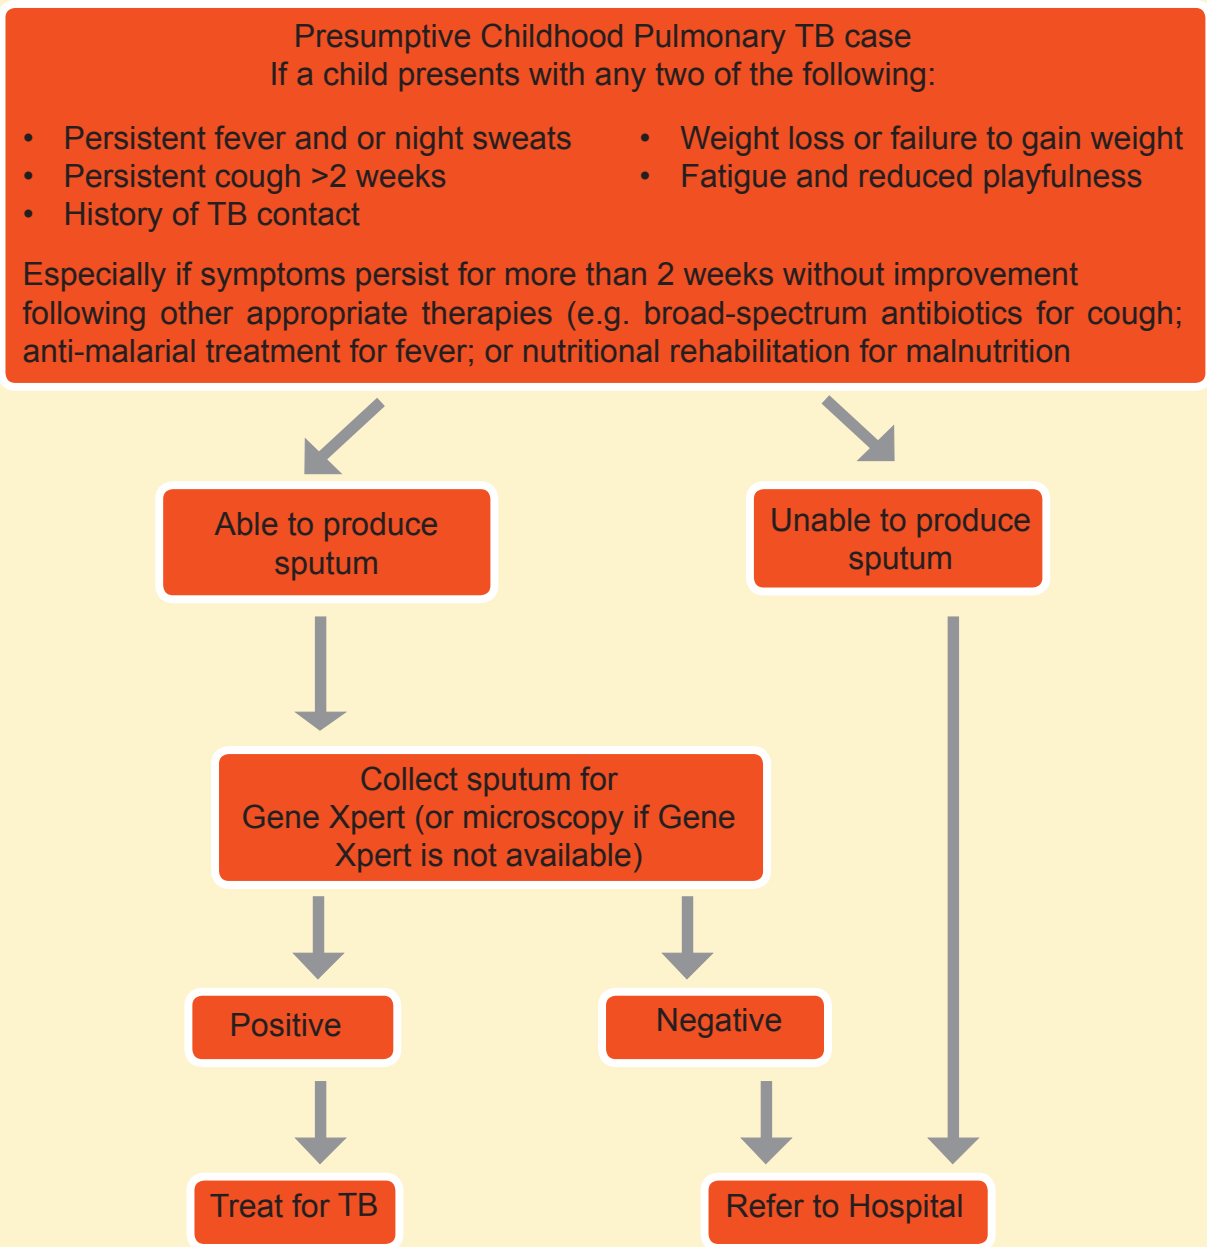 Presumptive Childhood Pulmonary TB case
If a child presents with any two of the following:
• Persistent fever and or night sweats
• Persistent cough >2 weeks
• History of TB contact
• Weight loss or failure to gain weight
• Fatigue and reduced playfulness
Especially if symptoms persist for more than 2 weeks without improvement
following other appropriate therapies (e.g. broad-spectrum antibiotics for cough;
anti-malarial treatment for fever; or nutritional rehabilitation for malnutrition
Able to produce
sputum
Unable to produce
sputum
Collect sputum for
Gene Xpert (or microscopy if Gene
Xpert is not available)
Positive
Negative
Treat for TB
Refer to Hospital